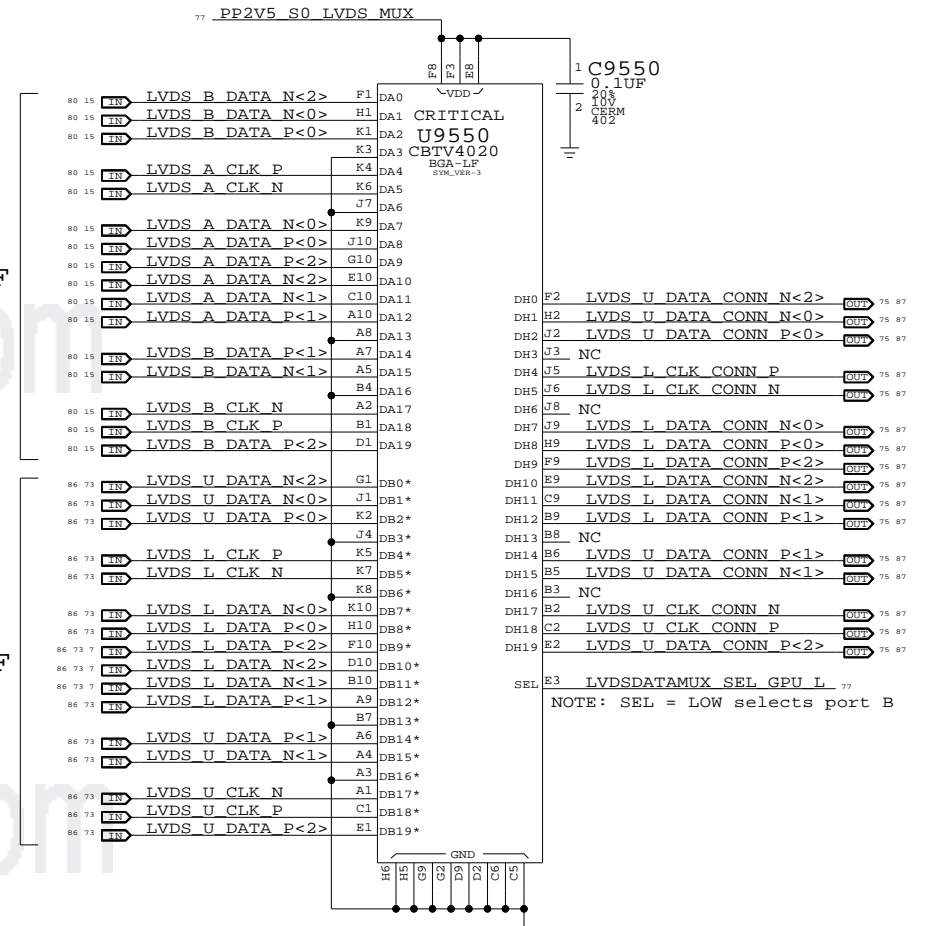 77 PP2V5_S0_LVDS_MUX
F8 F3 E8
VDD
1 C9550
0.1UF
20%
10V
2 CERM
402
CRITICAL
U9550
CBTV4020
BGA-LF
SYM_VER-3
80 15 IN LVDS_B_DATA_N<2> F1 DA0
80 15 IN LVDS_B_DATA_N<0> H1 DA1
80 15 IN LVDS_B_DATA_P<0> K1 DA2
K3 DA3
80 15 IN LVDS_A_CLK_P K4 DA4
80 15 IN LVDS_A_CLK_N K6 DA5
J7 DA6
80 15 IN LVDS_A_DATA_N<0> K9 DA7
80 15 IN LVDS_A_DATA_P<0> J10 DA8
80 15 IN LVDS_A_DATA_P<2> G10 DA9
80 15 IN LVDS_A_DATA_N<2> E10 DA10
80 15 IN LVDS_A_DATA_N<1> C10 DA11
80 15 IN LVDS_A_DATA_P<1> A10 DA12
A8 DA13
80 15 IN LVDS_B_DATA_P<1> A7 DA14
80 15 IN LVDS_B_DATA_N<1> A5 DA15
B4 DA16
80 15 IN LVDS_B_CLK_N A2 DA17
80 15 IN LVDS_B_CLK_P B1 DA18
80 15 IN LVDS_B_DATA_P<2> D1 DA19
86 73 IN LVDS_U_DATA_N<2> G1 DB0*
86 73 IN LVDS_U_DATA_N<0> J1 DB1*
86 73 IN LVDS_U_DATA_P<0> K2 DB2*
J4 DB3*
86 73 IN LVDS_L_CLK_P K5 DB4*
86 73 IN LVDS_L_CLK_N K7 DB5*
K8 DB6*
86 73 IN LVDS_L_DATA_N<0> K10 DB7*
86 73 IN LVDS_L_DATA_P<0> H10 DB8*
86 73 7 IN LVDS_L_DATA_P<2> F10 DB9*
86 73 7 IN LVDS_L_DATA_N<2> D10 DB10*
86 73 7 IN LVDS_L_DATA_N<1> B10 DB11*
86 73 IN LVDS_L_DATA_P<1> A9 DB12*
B7 DB13*
86 73 IN LVDS_U_DATA_P<1> A6 DB14*
86 73 IN LVDS_U_DATA_N<1> A4 DB15*
A3 DB16*
86 73 IN LVDS_U_CLK_N A1 DB17*
86 73 IN LVDS_U_CLK_P C1 DB18*
86 73 IN LVDS_U_DATA_P<2> E1 DB19*
DH0 F2 LVDS_U_DATA_CONN_N<2> OUT 75 87
DH1 H2 LVDS_U_DATA_CONN_N<0> OUT 75 87
DH2 J2 LVDS_U_DATA_CONN_P<0> OUT 75 87
DH3 J3 NC
DH4 J5 LVDS_L_CLK_CONN_P OUT 75 87
DH5 J6 LVDS_L_CLK_CONN_N OUT 75 87
DH6 J8 NC
DH7 J9 LVDS_L_DATA_CONN_N<0> OUT 75 87
DH8 H9 LVDS_L_DATA_CONN_P<0> OUT 75 87
DH9 F9 LVDS_L_DATA_CONN_P<2> OUT 75 87
DH10 E9 LVDS_L_DATA_CONN_N<2> OUT 75 87
DH11 C9 LVDS_L_DATA_CONN_N<1> OUT 75 87
DH12 B9 LVDS_L_DATA_CONN_P<1> OUT 75 87
DH13 B8 NC
DH14 B6 LVDS_U_DATA_CONN_P<1> OUT 75 87
DH15 B5 LVDS_U_DATA_CONN_N<1> OUT 75 87
DH16 B3 NC
DH17 B2 LVDS_U_CLK_CONN_N OUT 75 87
DH18 C2 LVDS_U_CLK_CONN_P OUT 75 87
DH19 E2 LVDS_U_DATA_CONN_P<2> OUT 75 87
SEL E3 LVDSDATAMUX_SEL_GPU_L 77
NOTE: SEL = LOW selects port B
GND
H6 H5 G9 G2 D9 D2 C6 C5